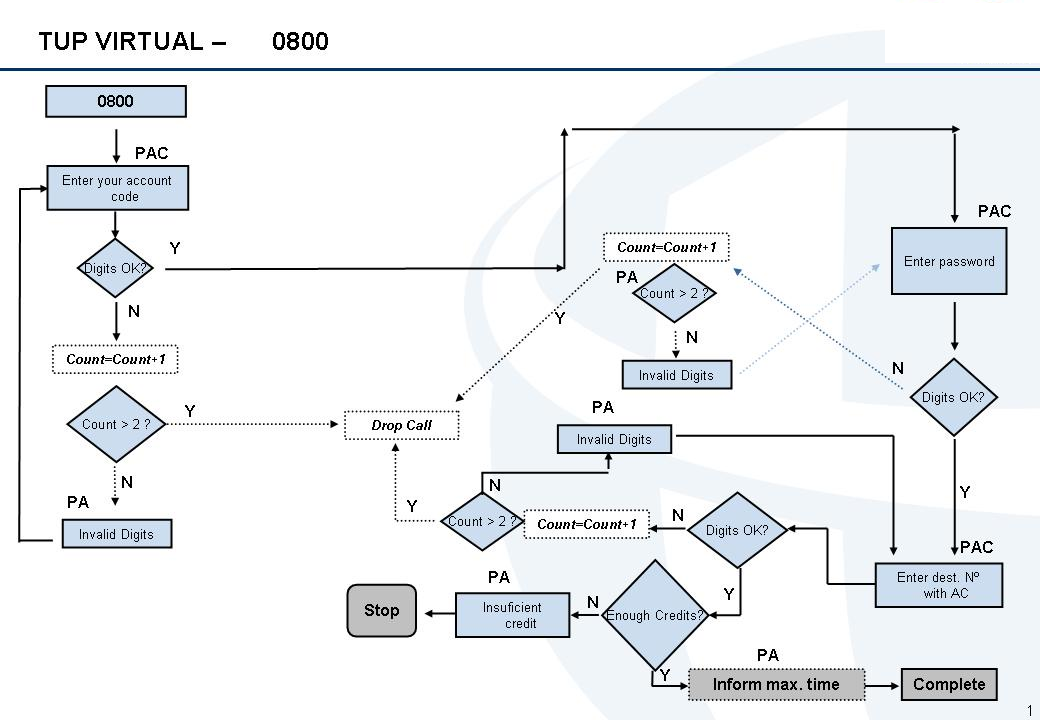 TUP VIRTUAL – 0800
0800
PAC
Enter your account
code
Digits OK?
Y
N
Count=Count+1
Count > 2 ?
Y
N
PA
Invalid Digits
Drop Call
Count=Count+1
PA
Count > 2 ?
Y
N
Invalid Digits
PAC
Enter password
Digits OK?
N
Y
PAC
Enter dest. Nº
with AC
PA
Invalid Digits
N
Y
Count > 2 ?
Count=Count+1
N
Digits OK?
Y
Enough Credits?
N
PA
Insuficient
credit
Stop
Y
PA
Inform max. time
Complete
1